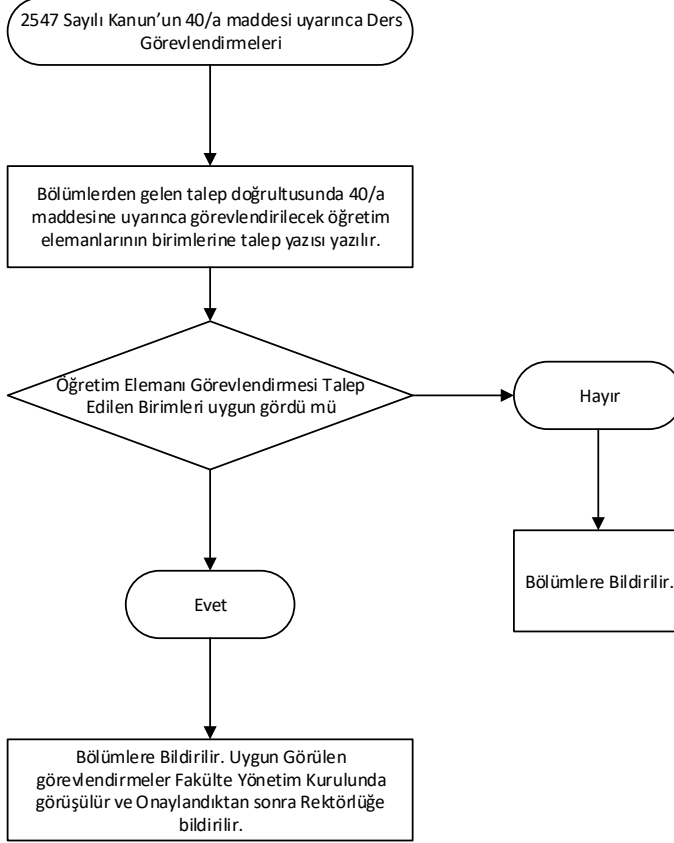 2547 Sayılı Kanun’un 40/a maddesi uyarınca Ders
Görevlendirmeleri
Bölümlerden gelen talep doğrultusunda 40/a
maddesine uyarınca görevlendirilecek öğretim
elemanlarının birimlerine talep yazısı yazılır.
Öğretim Elemanı Görevlendirmesi Talep
Edilen Birimleri uygun gördü mü
Hayır
Bölümlere Bildirilir.
Evet
Bölümlere Bildirilir. Uygun Görülen
görevlendirmeler Fakülte Yönetim Kurulunda
görüşülür ve Onaylandıktan sonra Rektörlüğe
bildirilir.